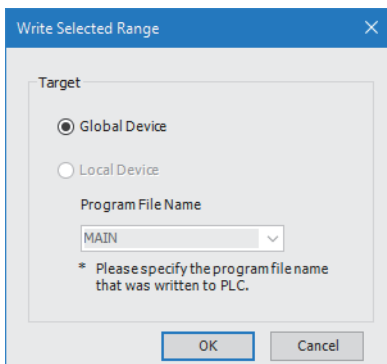 Write Selected Range
Target
Global Device
Local Device
Program File Name
MAIN
* Please specify the program file name
that was written to PLC.
OK
Cancel